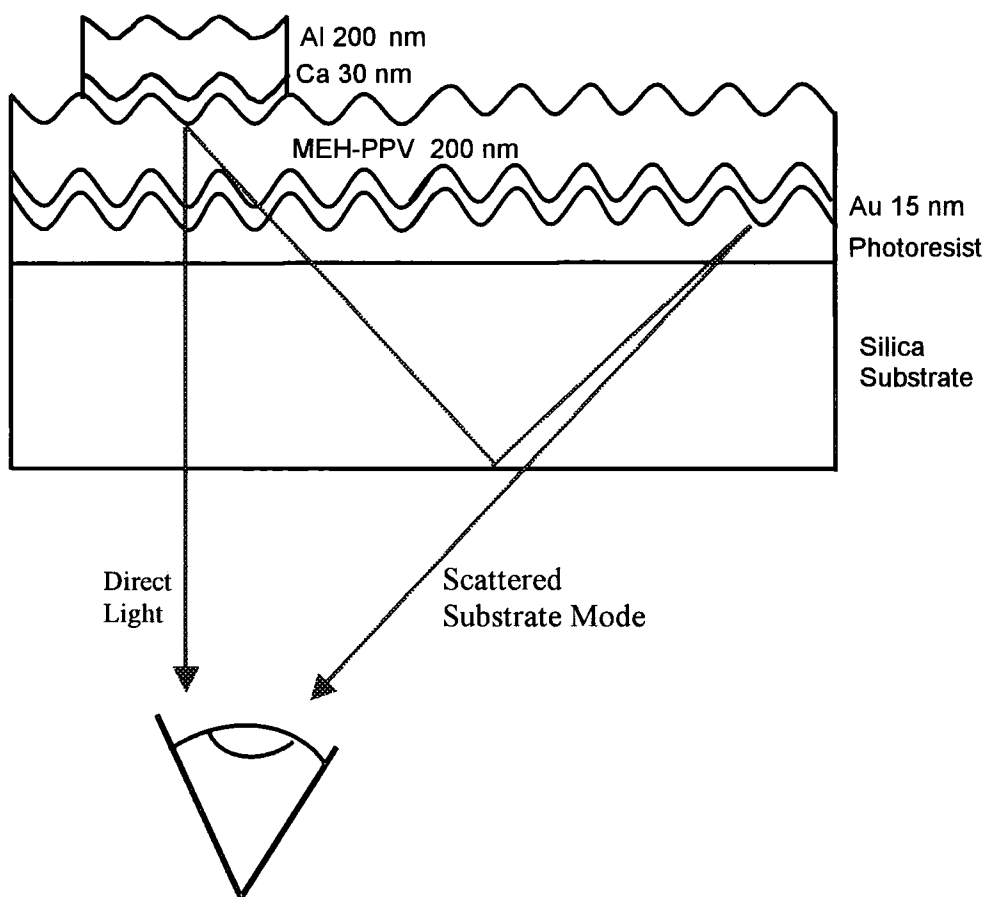 Al 200 nm
Ca 30 nm
MEH-PPV 200 nm
Au 15 nm
Photoresist
Silica
Substrate
Direct
Light
Scattered
Substrate Mode